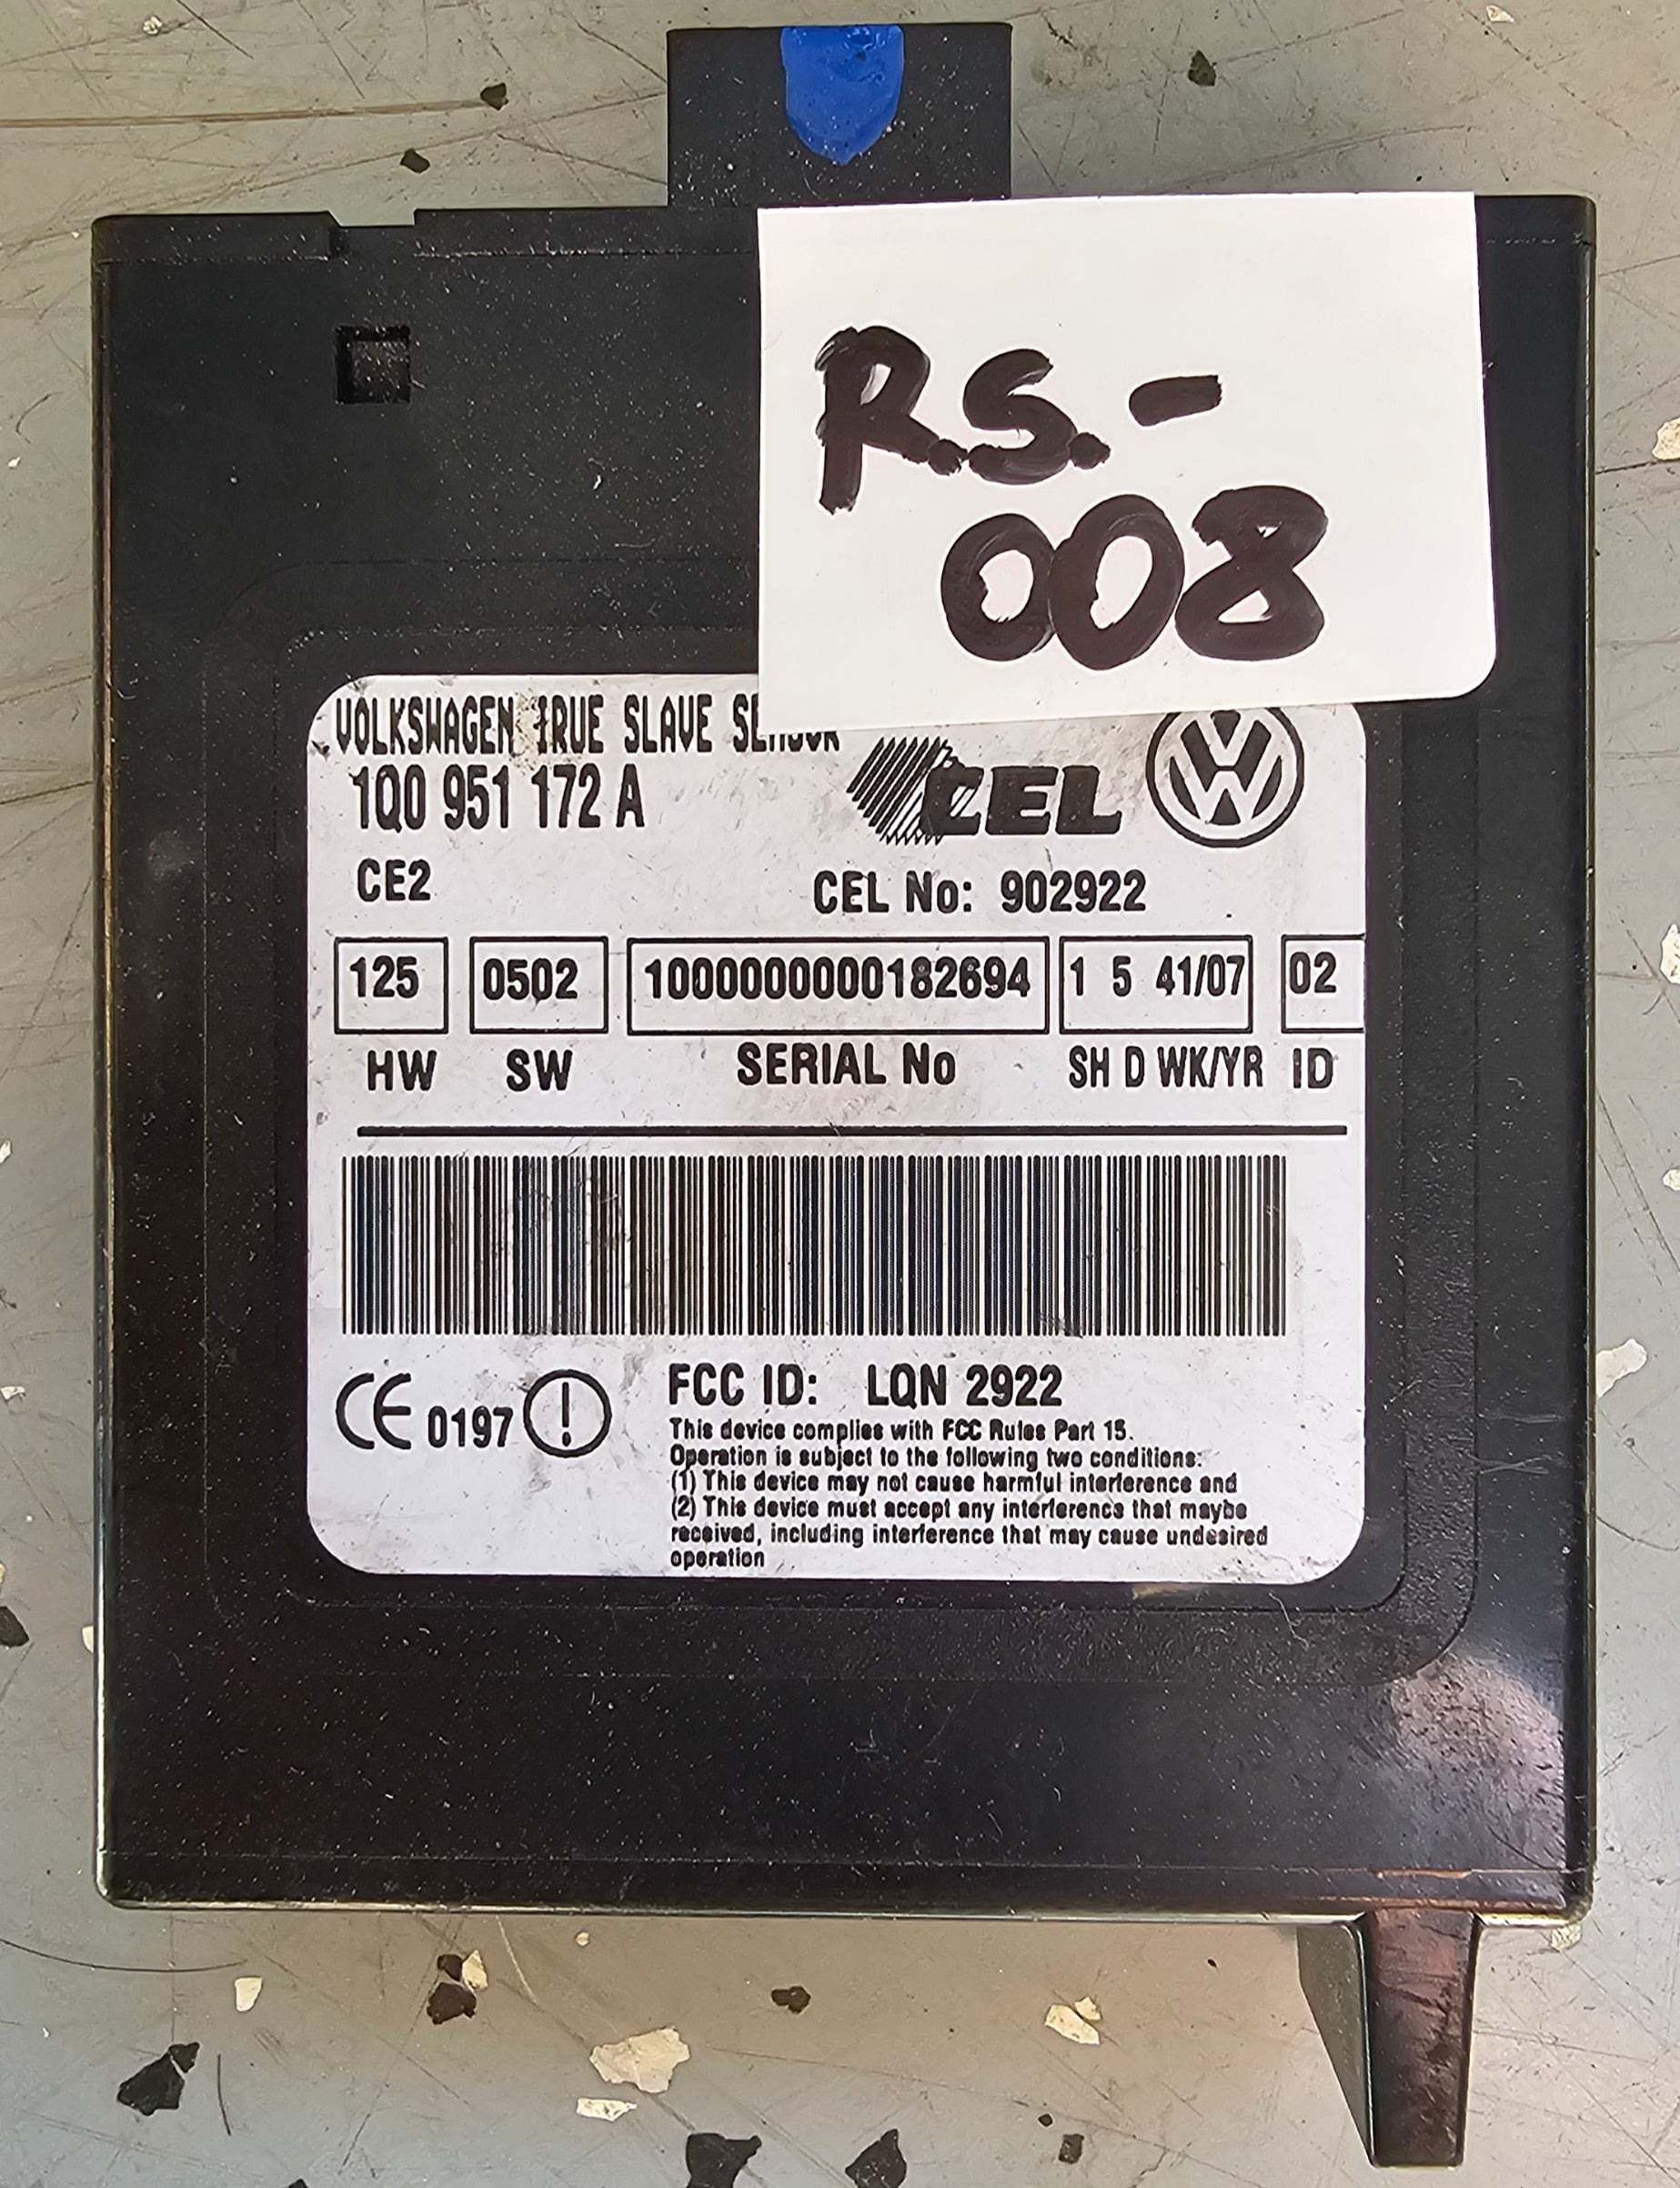 R.S.-
008
VOLKSWAGEN TRUE SLAVE SENSOR
1Q0 951 172 A
CEL
CE2
CEL No: 902922
125 0502 1000000000182694 1 5 41/07 02
HW SW SERIAL No SH D WK/YR ID
CE 0197
FCC ID: LQN 2922
This device complies with FCC Rules Part 15.
Operation is subject to the following two conditions:
(1) This device may not cause harmful interference and
(2) This device must accept any interference that maybe
received, including interference that may cause undesired
operation